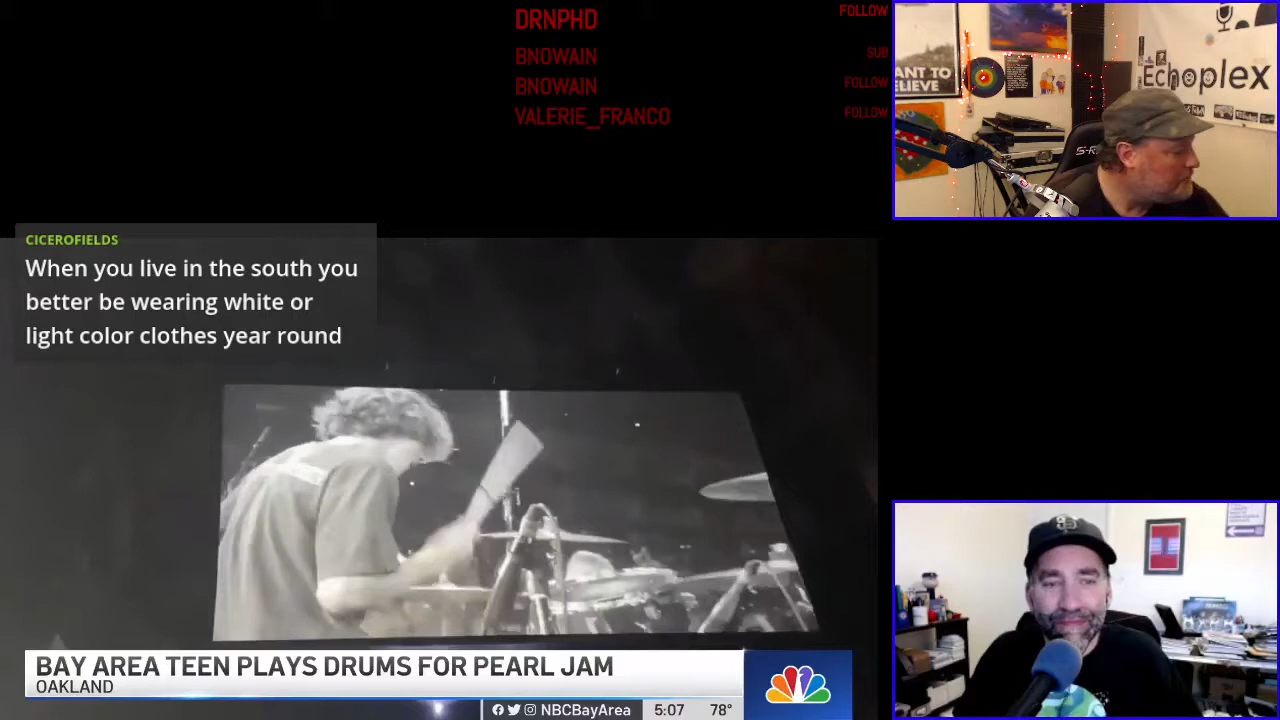 DRNPHD FOLLOW
BNOWAIN SUB
BNOWAIN FOLLOW
VALERIE_FRANCO FOLLOW
ANT TO
ELIEVE
Echoplex
S-R
CICEROFIELDS
When you live in the south you
better be wearing white or
light color clothes year round
BAY AREA TEEN PLAYS DRUMS FOR PEARL JAM
OAKLAND
NBCBayArea 5:07 78°